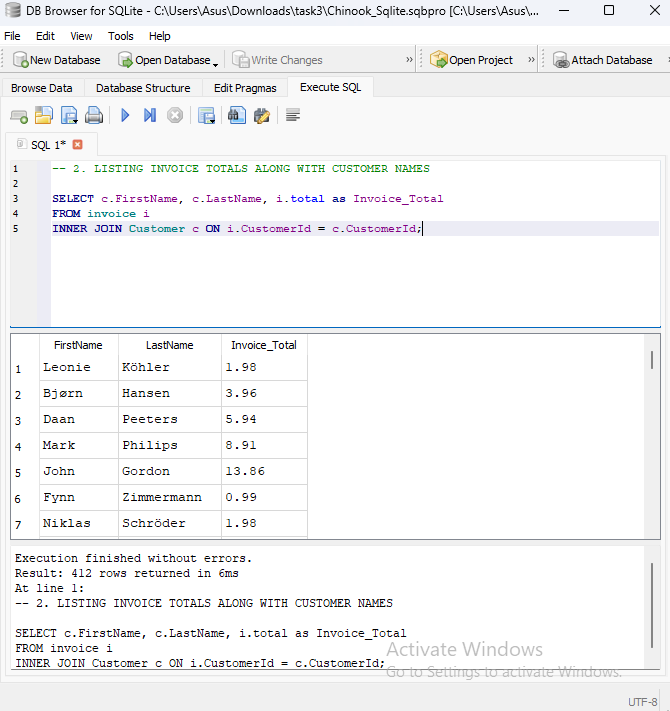 DB Browser for SQLite - C:\Users\Asus\Downloads\task3\Chinook_Sqlite.sqbpro [C:\Users\Asus\...
File Edit View Tools Help
New Database Open Database Write Changes » Open Project » Attach Database
Browse Data Database Structure Edit Pragmas Execute SQL
SQL 1*
1 -- 2. LISTING INVOICE TOTALS ALONG WITH CUSTOMER NAMES
2
3 SELECT c.FirstName, c.LastName, i.total as Invoice_Total
4 FROM invoice i
5 INNER JOIN Customer c ON i.CustomerId = c.CustomerId;
FirstName LastName Invoice_Total
1 Leonie Köhler 1.98
2 Bjørn Hansen 3.96
3 Daan Peeters 5.94
4 Mark Philips 8.91
5 John Gordon 13.86
6 Fynn Zimmermann 0.99
7 Niklas Schröder 1.98
Execution finished without errors.
Result: 412 rows returned in 6ms
At line 1:
-- 2. LISTING INVOICE TOTALS ALONG WITH CUSTOMER NAMES
SELECT c.FirstName, c.LastName, i.total as Invoice_Total
FROM invoice i
INNER JOIN Customer c ON i.CustomerId = c.CustomerId;
Activate Windows
Go to Settings to activate Windows.
UTF-8